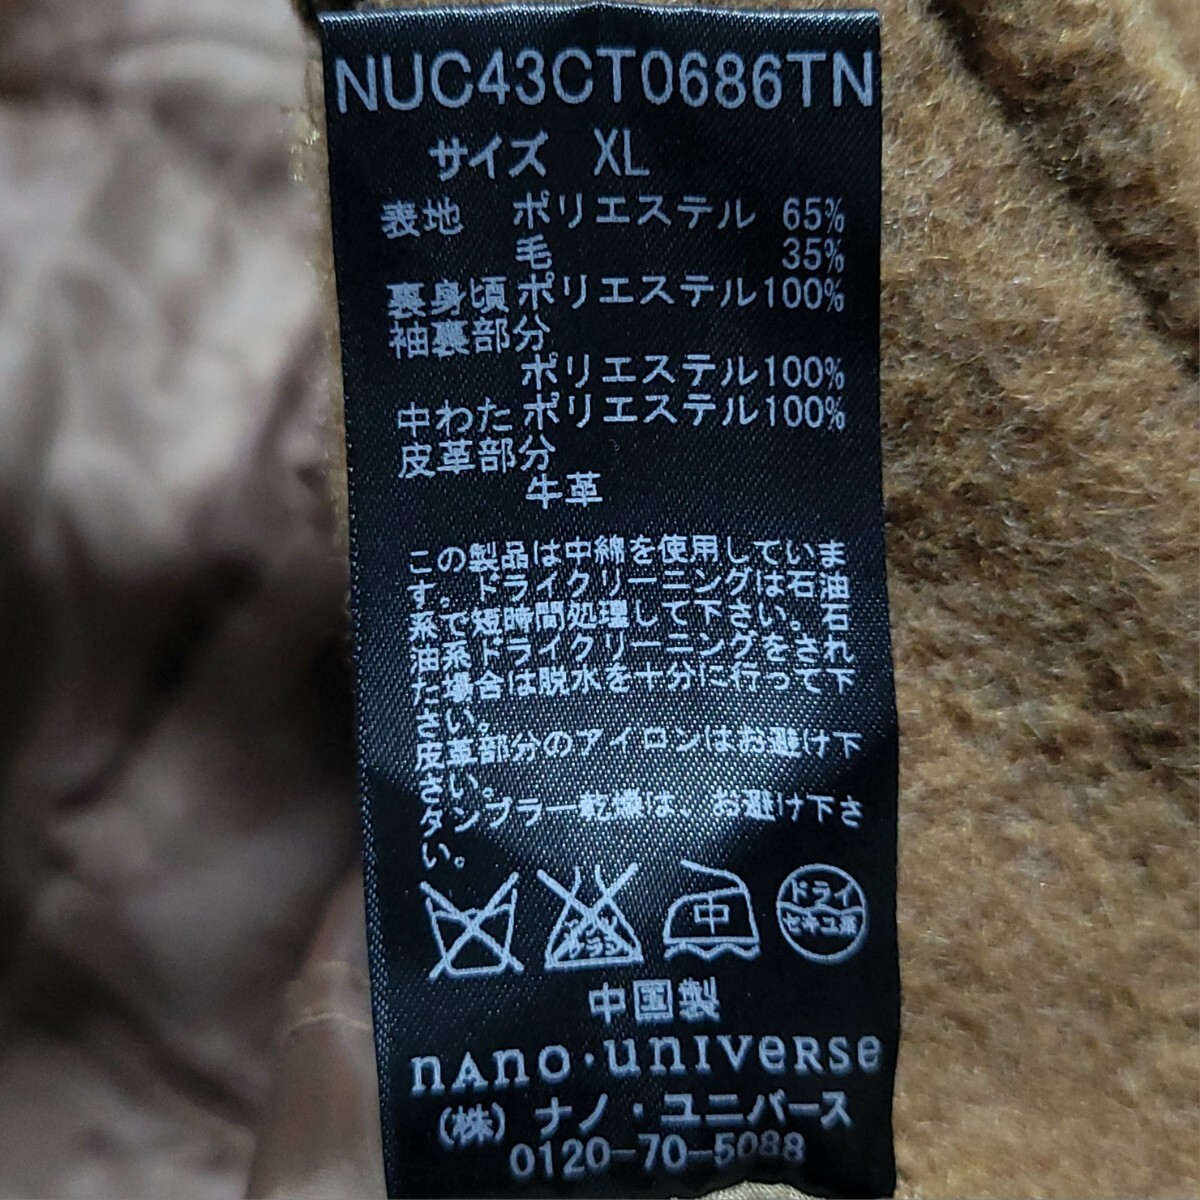 NUC43CT0686TN
サイズ XL
表地 ポリエステル 65%
毛 35%
裏身頃 ポリエステル100%
袖裏部分
ポリエステル100%
中わた ポリエステル100%
皮革部分
牛革
この製品は中綿を使用していま
す。ドライクリーニングは石油
系で短時間処理して下さい。石
油系ドライクリーニングをされ
た場合は脱水を十分に行って下
さい。
皮革部分のアイロンはお避け下
さい。
タンブラー乾燥は、お避け下さ
い。
エンソ
サラシ
中
ドライ
セキユ系
中国製
nano・universe
(株) ナノ・ユニバース
0120-70-5088